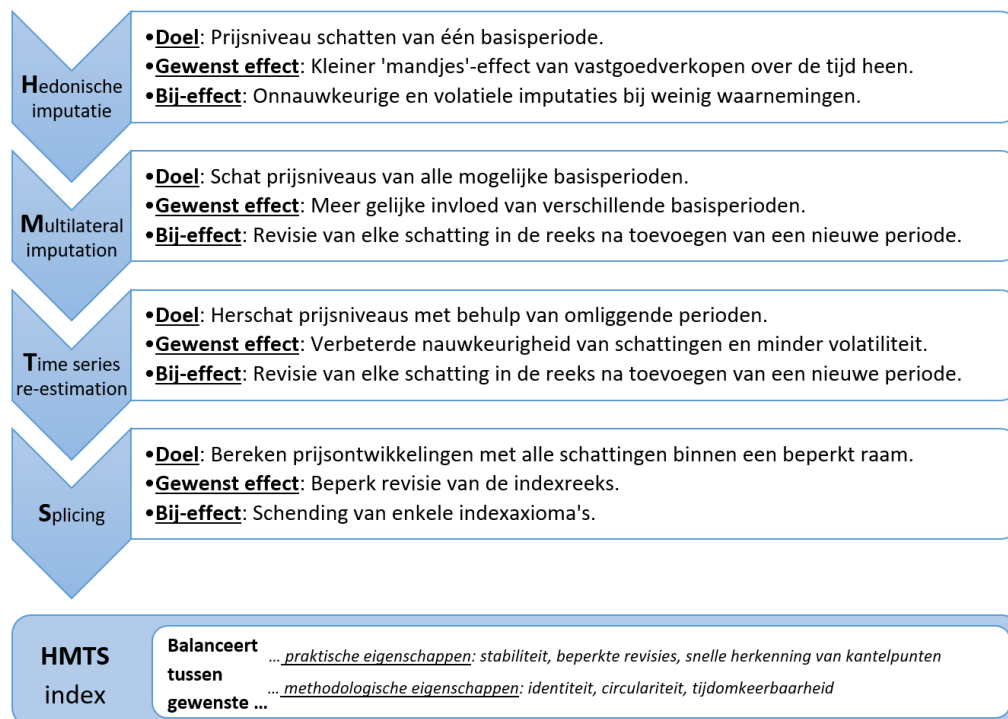 Hedonische
imputatie
•Doel: Prijsniveau schatten van één basisperiode.
•Gewenst effect: Kleiner 'mandjes'-effect van vastgoedverkopen over de tijd heen.
•Bij-effect: Onnauwkeurige en volatiele imputaties bij weinig waarnemingen.
Multilateral
imputation
•Doel: Schat prijsniveaus van alle mogelijke basisperioden.
•Gewenst effect: Meer gelijke invloed van verschillende basisperioden.
•Bij-effect: Revisie van elke schatting in de reeks na toevoegen van een nieuwe periode.
Time series
re-estimation
•Doel: Herschat prijsniveaus met behulp van omliggende perioden.
•Gewenst effect: Verbeterde nauwkeurigheid van schattingen en minder volatiliteit.
•Bij-effect: Revisie van elke schatting in de reeks na toevoegen van een nieuwe periode.
Splicing
•Doel: Bereken prijsontwikkelingen met alle schattingen binnen een beperkt raam.
•Gewenst effect: Beperk revisie van de indexreeks.
•Bij-effect: Schending van enkele indexaxioma's.
HMTS
index
Balanceert
tussen
gewenste ...
... praktische eigenschappen: stabiliteit, beperkte revisies, snelle herkenning van kantelpunten
... methodologische eigenschappen: identiteit, circulariteit, tijdomkeerbaarheid